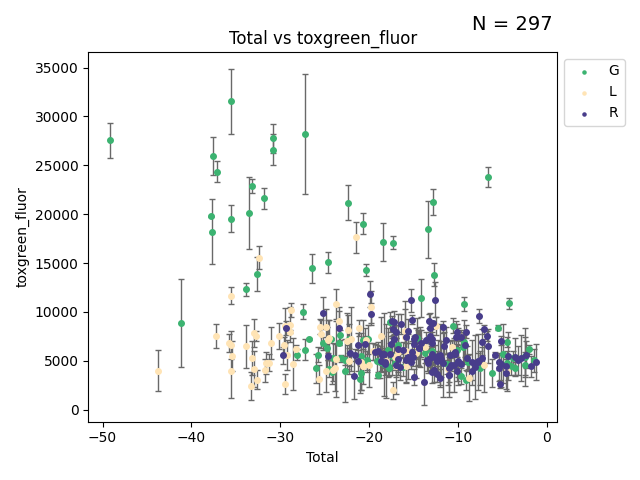 N = 297
Total vs toxgreen_fluor
35000
30000
25000
20000
15000
10000
5000
0
toxgreen_fluor
−50 −40 −30 −20 −10 0
Total
G
L
R